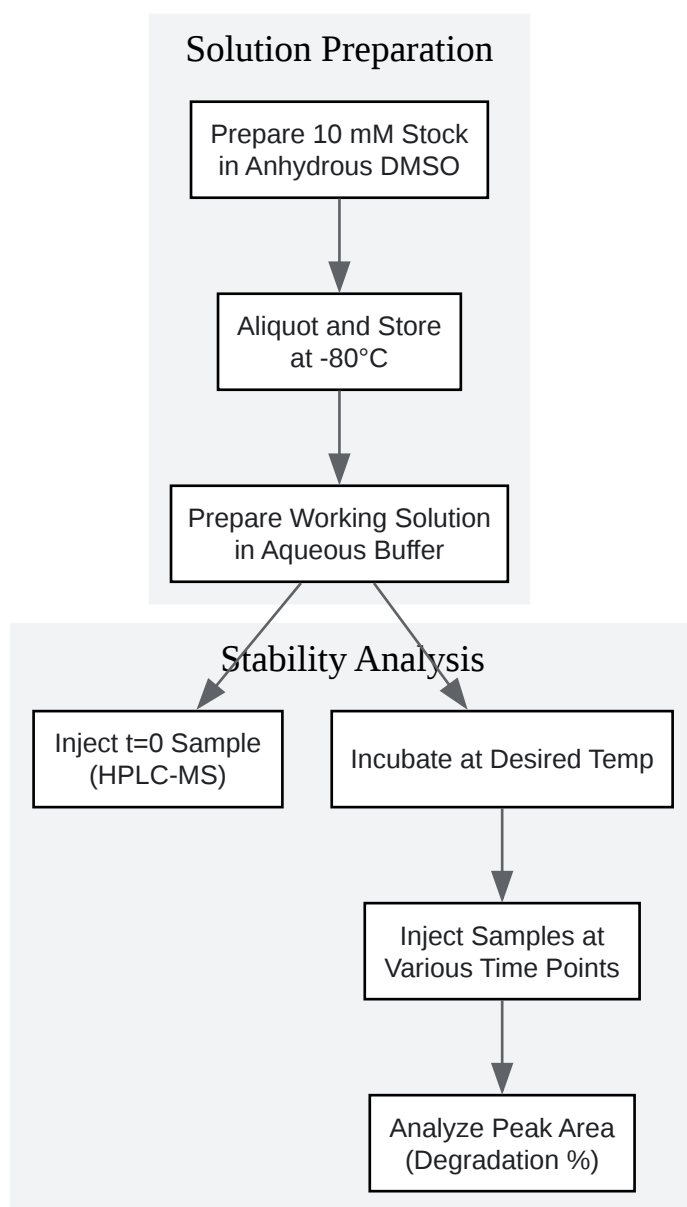 Solution Preparation
Prepare 10 mM Stock
in Anhydrous DMSO
Aliquot and Store
at -80°C
Prepare Working Solution
in Aqueous Buffer
Stability Analysis
Inject t=0 Sample
(HPLC-MS)
Incubate at Desired Temp
Inject Samples at
Various Time Points
Analyze Peak Area
(Degradation %)